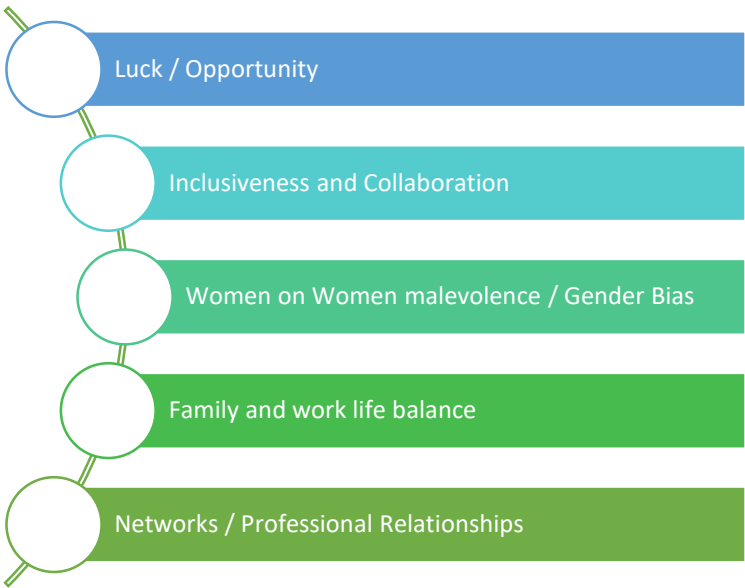 Luck / Opportunity
Inclusiveness and Collaboration
Women on Women malevolence / Gender Bias
Family and work life balance
Networks / Professional Relationships